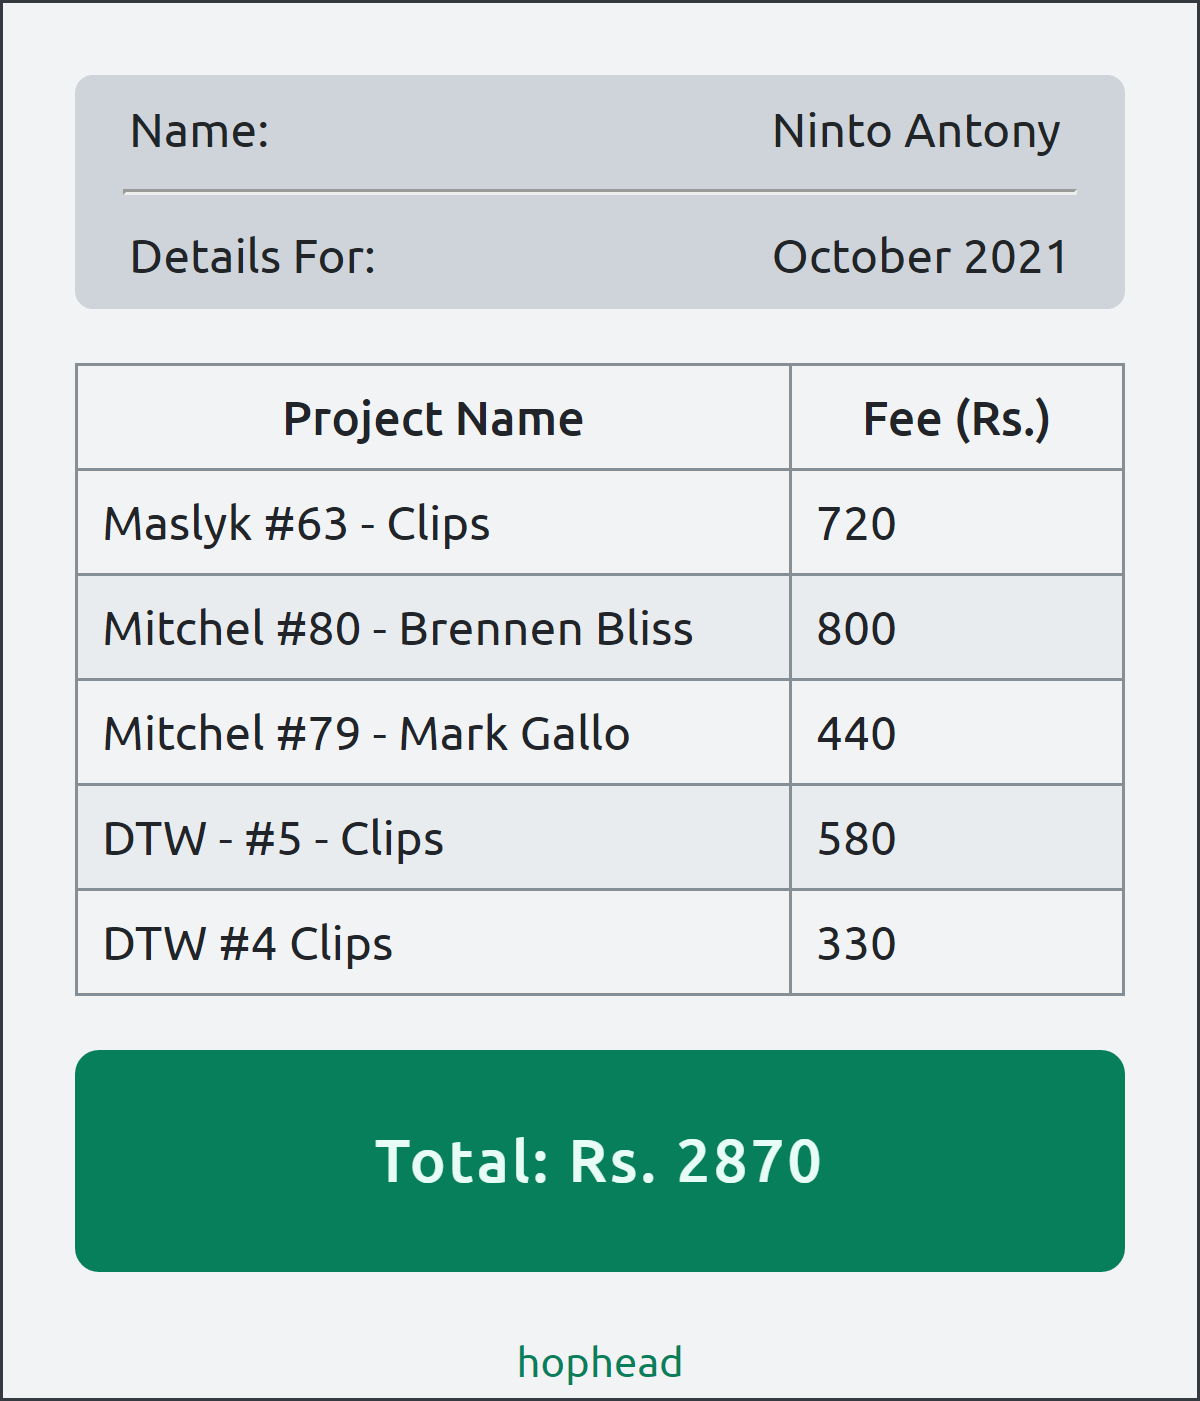 Name: Ninto Antony
Details For: October 2021
Project Name Fee (Rs.)
Maslyk #63 - Clips 720
Mitchel #80 - Brennen Bliss 800
Mitchel #79 - Mark Gallo 440
DTW - #5 - Clips 580
DTW #4 Clips 330
Total: Rs. 2870
hophead